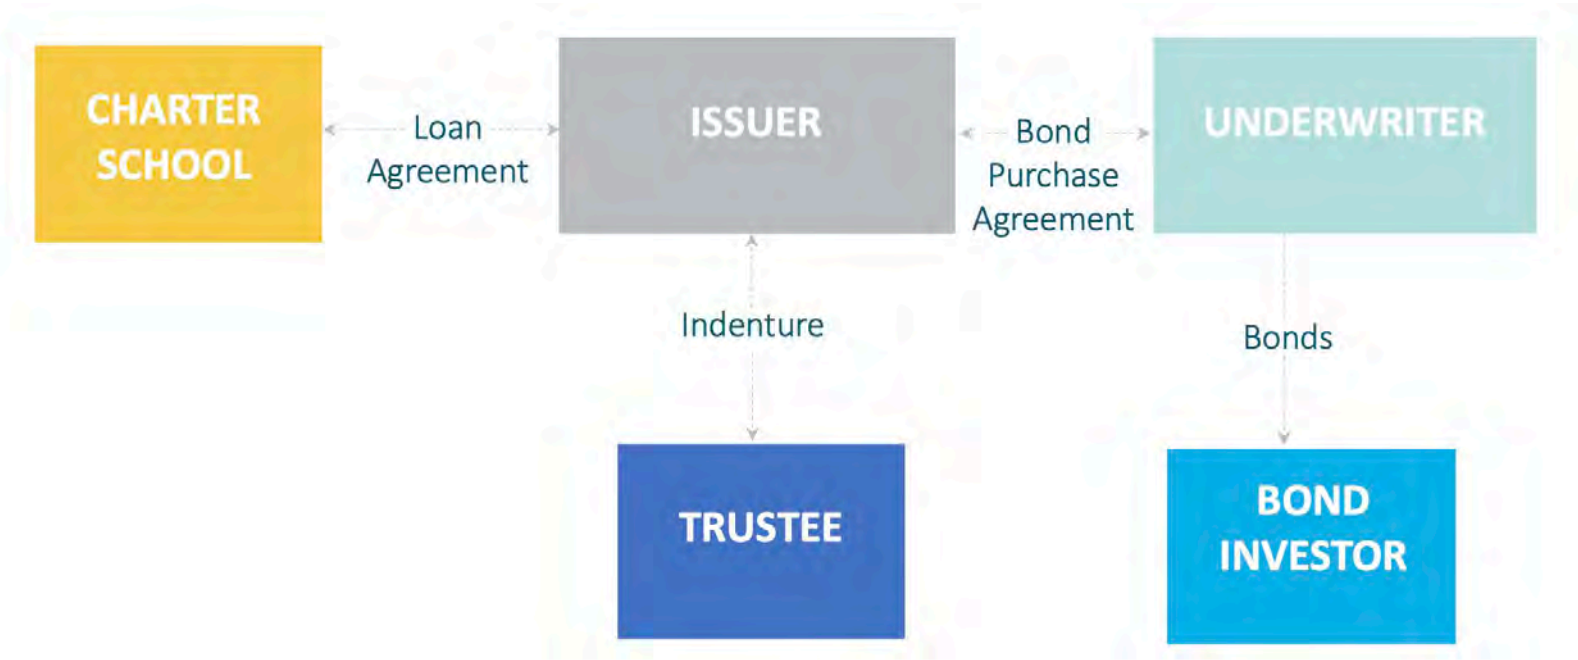 CHARTER
SCHOOL
Loan
Agreement
ISSUER
Bond
Purchase
Agreement
UNDERWRITER
Indenture
Bonds
TRUSTEE
BOND
INVESTOR